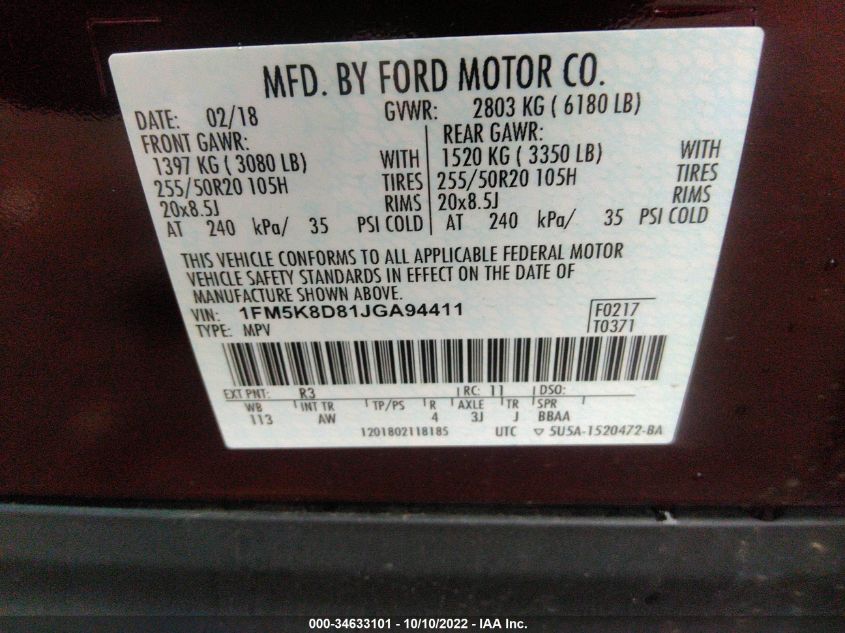 MFD. BY FORD MOTOR CO.
DATE: 02/18 GVWR: 2803 KG ( 6180 LB)
FRONT GAWR: REAR GAWR:
1397 KG ( 3080 LB) WITH 1520 KG ( 3350 LB) WITH
255/50R20 105H TIRES 255/50R20 105H TIRES
20x8.5J RIMS 20x8.5J RIMS
AT 240 kPa/ 35 PSI COLD AT 240 kPa/ 35 PSI COLD
THIS VEHICLE CONFORMS TO ALL APPLICABLE FEDERAL MOTOR
VEHICLE SAFETY STANDARDS IN EFFECT ON THE DATE OF
MANUFACTURE SHOWN ABOVE.
VIN: 1FM5K8D81JGA94411 F0217
TYPE: MPV T0371
EXT PNT: R3 RC: 11 DSO:
WB INT TR TP/PS R AXLE TR SPR
113 AW 4 3J J BBAA
1201802118185 UTC ▽ 5U5A-1520472-BA
000-34633101 - 10/10/2022 - IAA Inc.